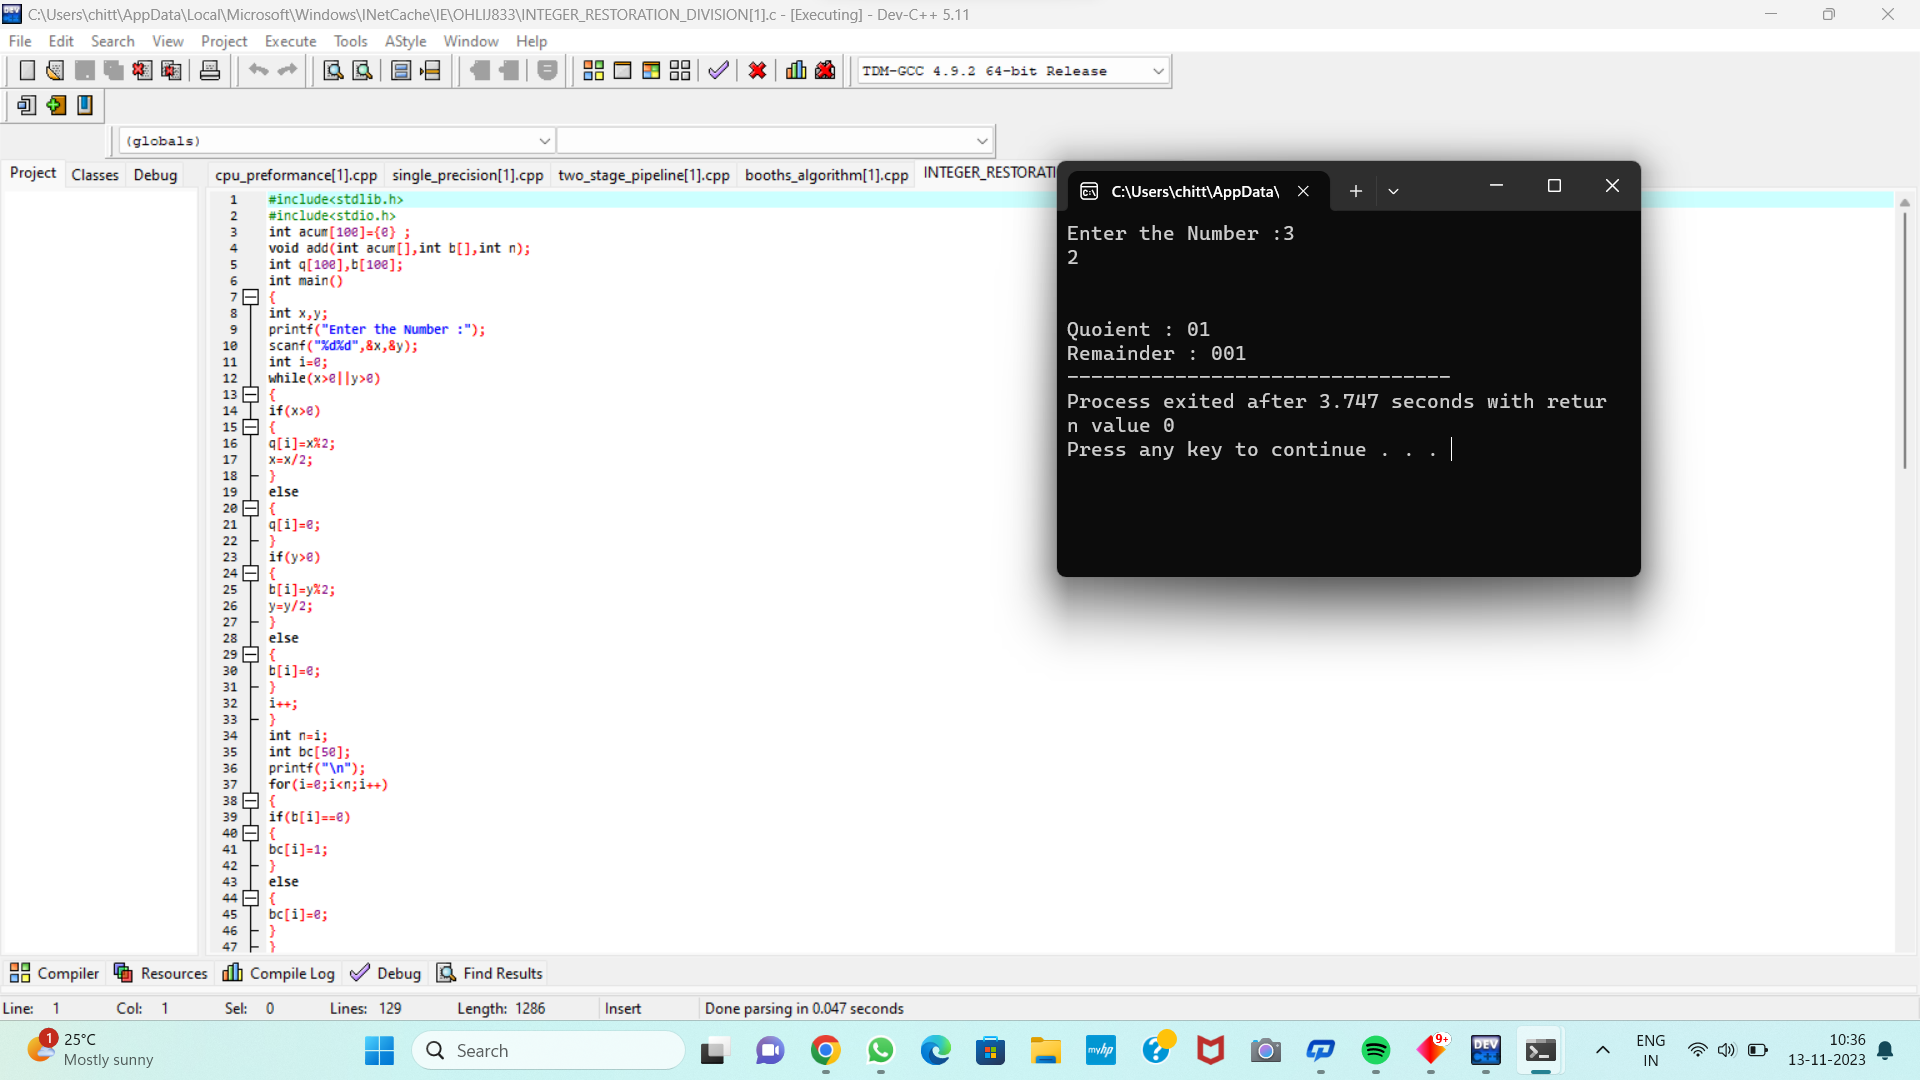 C:\Users\chitt\AppData\Local\Microsoft\Windows\INetCache\IE\OHLIJ833\INTEGER_RESTORATION_DIVISION[1].c - [Executing] - Dev-C++ 5.11
File Edit Search View Project Execute Tools AStyle Window Help
TDM-GCC 4.9.2 64-bit Release
(globals)
Project Classes Debug
cpu_preformance[1].cpp single_precision[1].cpp two_stage_pipeline[1].cpp booths_algorithm[1].cpp INTEGER_RESTORATI
1 #include<stdlib.h>
2 #include<stdio.h>
3 int acum[100]={0} ;
4 void add(int acum[],int b[],int n);
5 int q[100],b[100];
6 int main()
7 {
8 int x,y;
9 printf("Enter the Number :");
10 scanf("%d%d",&x,&y);
11 int i=0;
12 while(x>0||y>0)
13 {
14 if(x>0)
15 {
16 q[i]=x%2;
17 x=x/2;
18 }
19 else
20 {
21 q[i]=0;
22 }
23 if(y>0)
24 {
25 b[i]=y%2;
26 y=y/2;
27 }
28 else
29 {
30 b[i]=0;
31 }
32 i++;
33 }
34 int n=i;
35 int bc[50];
36 printf("\n");
37 for(i=0;i<n;i++)
38 {
39 if(b[i]==0)
40 {
41 bc[i]=1;
42 }
43 else
44 {
45 bc[i]=0;
46 }
47 }
C:\Users\chitt\AppData\
Enter the Number :3
2
Quoient : 01
Remainder : 001
--------------------------------
Process exited after 3.747 seconds with retur
n value 0
Press any key to continue . . .
Compiler Resources Compile Log Debug Find Results
Line: 1 Col: 1 Sel: 0 Lines: 129 Length: 1286 Insert Done parsing in 0.047 seconds
1
25°C
Mostly sunny
Search
myhp
9+
DEV
ENG
IN
10:36
13-11-2023